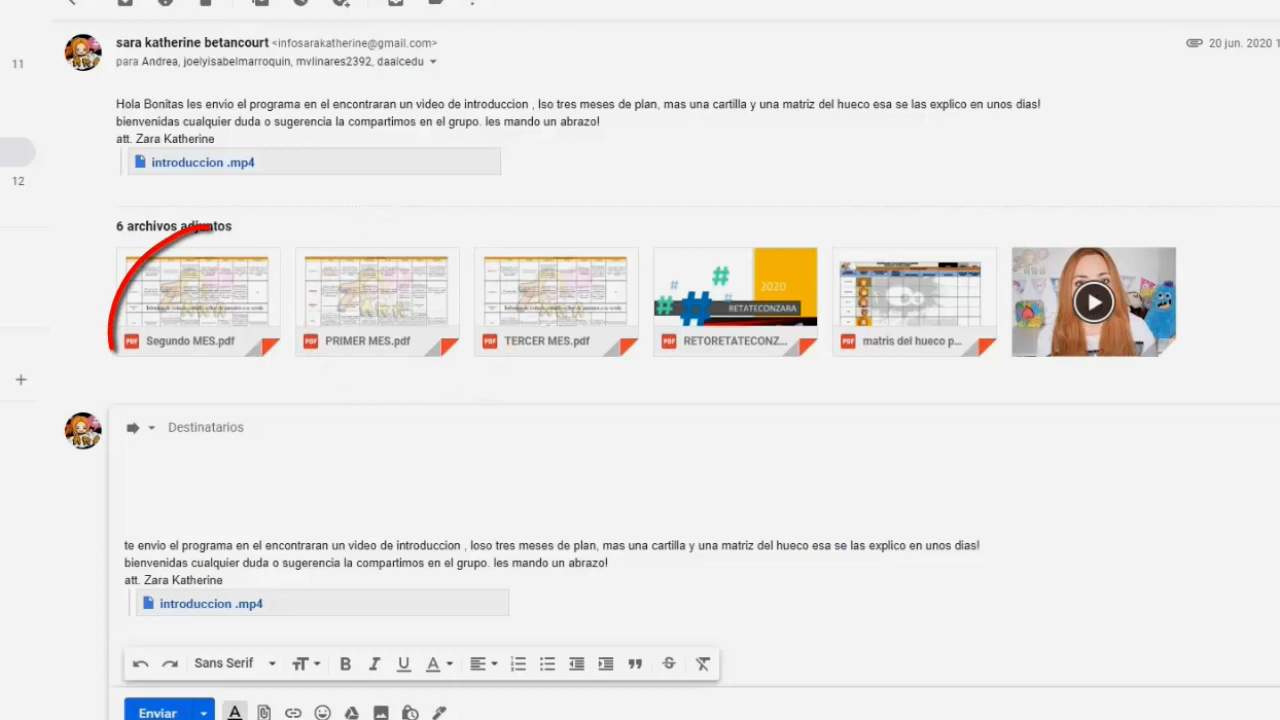 sara katherine betancourt <infosarakatherine@gmail.com>
20 jun. 2020 1
para Andrea, joelyisabelmarroquin, mvlinares2392, daalcedu
11
Hola Bonitas les envio el programa en el encontraran un video de introduccion , lso tres meses de plan, mas una cartilla y una matriz del hueco esa se las explico en unos dias!
bienvenidas cualquier duda o sugerencia la compartimos en el grupo. les mando un abrazo!
att. Zara Katherine
introduccion .mp4
12
6 archivos adjuntos
2020
RETATECONZARA
PDF Segundo MES.pdf
PDF PRIMER MES.pdf
PDF TERCER MES.pdf
PDF RETORETATECONZ...
PDF matris del hueco p...
Destinatarios
te envio el programa en el encontraran un video de introduccion , loso tres meses de plan, mas una cartilla y una matriz del hueco esa se las explico en unos dias!
bienvenidas cualquier duda o sugerencia la compartimos en el grupo. les mando un abrazo!
att. Zara Katherine
introduccion .mp4
Sans Serif
Enviar